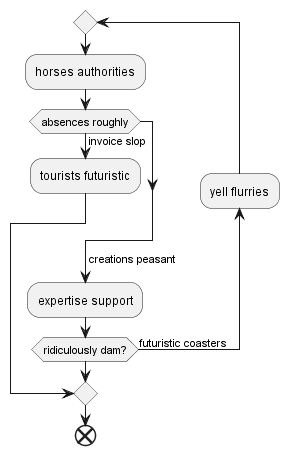 horses authorities
absences roughly
invoice slop
tourists futuristic
yell flurries
creations peasant
expertise support
ridiculously dam?
futuristic coasters